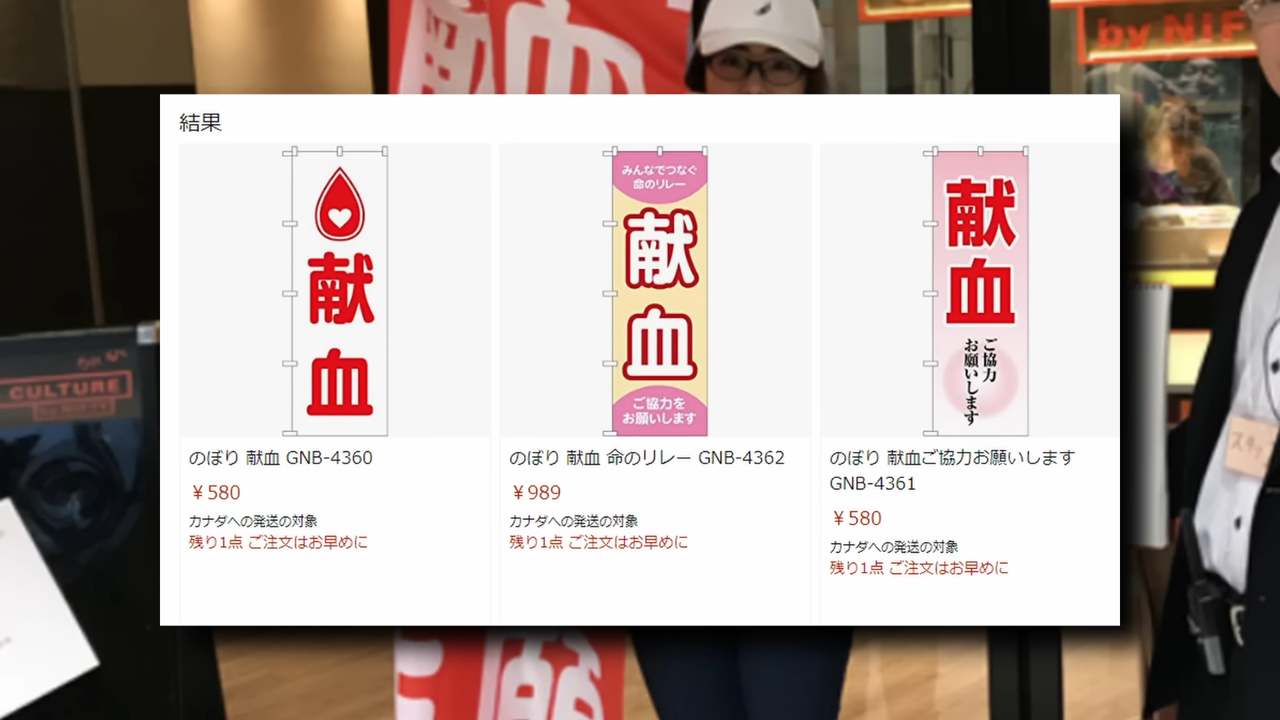 献
by NIF
結果
献
血
みんなでつなぐ
命のリレー
献
血
ご協力を
お願いします
献
血
ご協力
お願いします
のぼり 献血 GNB-4360
￥580
カナダへの発送の対象
残り1点 ご注文はお早めに
のぼり 献血 命のリレー GNB-4362
￥989
カナダへの発送の対象
残り1点 ご注文はお早めに
のぼり 献血ご協力お願いします
GNB-4361
￥580
カナダへの発送の対象
残り1点 ご注文はお早めに
CULTURE
スタッ